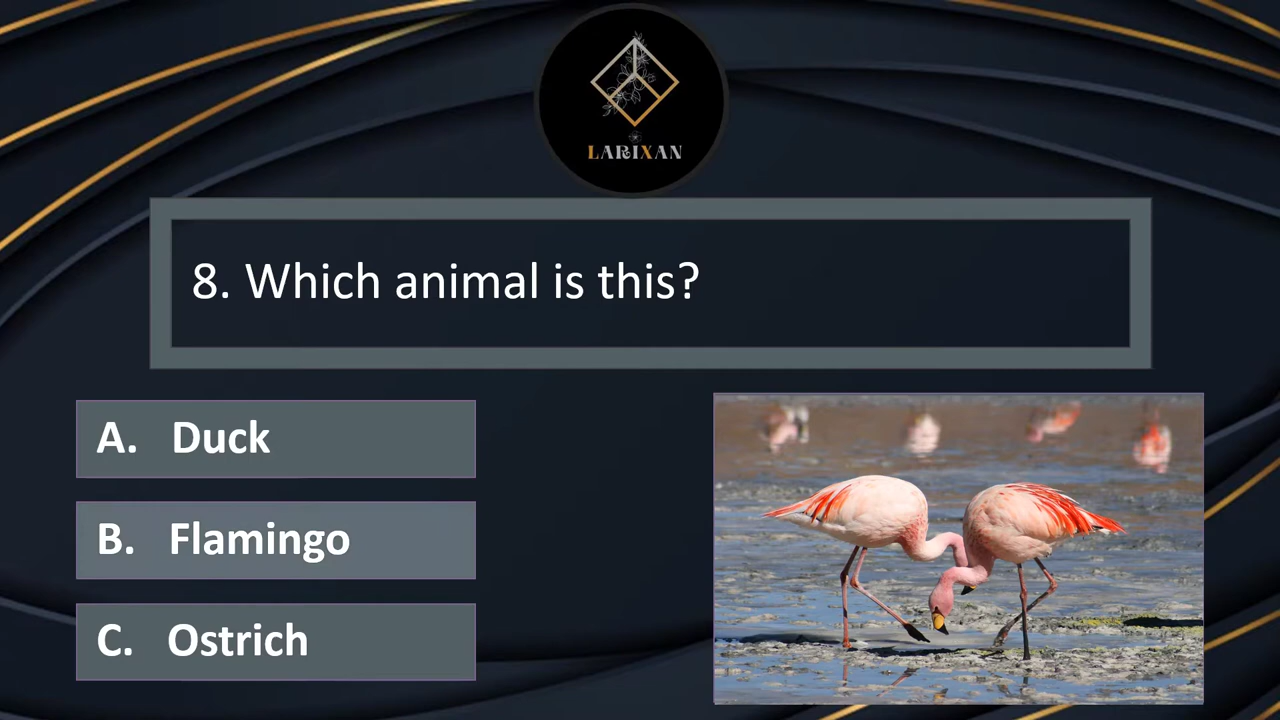 LARIXAN
8. Which animal is this?
A. Duck
B. Flamingo
C. Ostrich